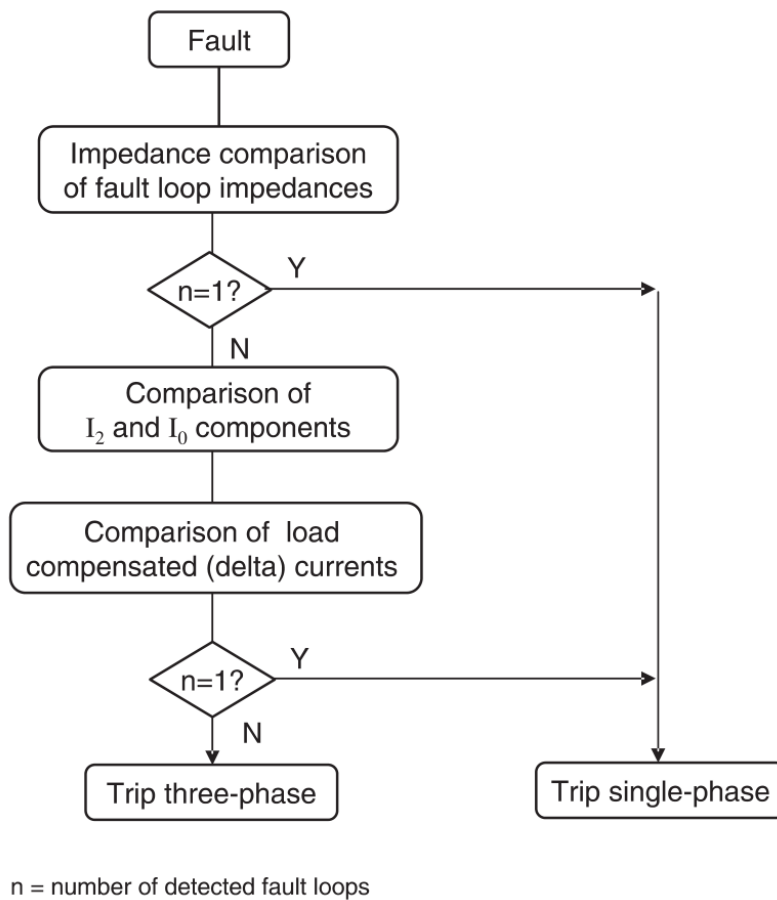 Fault
Impedance comparison
of fault loop impedances
n=1?
Y
N
Comparison of
I₂ and I₀ components
Comparison of load
compensated (delta) currents
n=1?
Y
N
Trip three-phase
Trip single-phase
n = number of detected fault loops